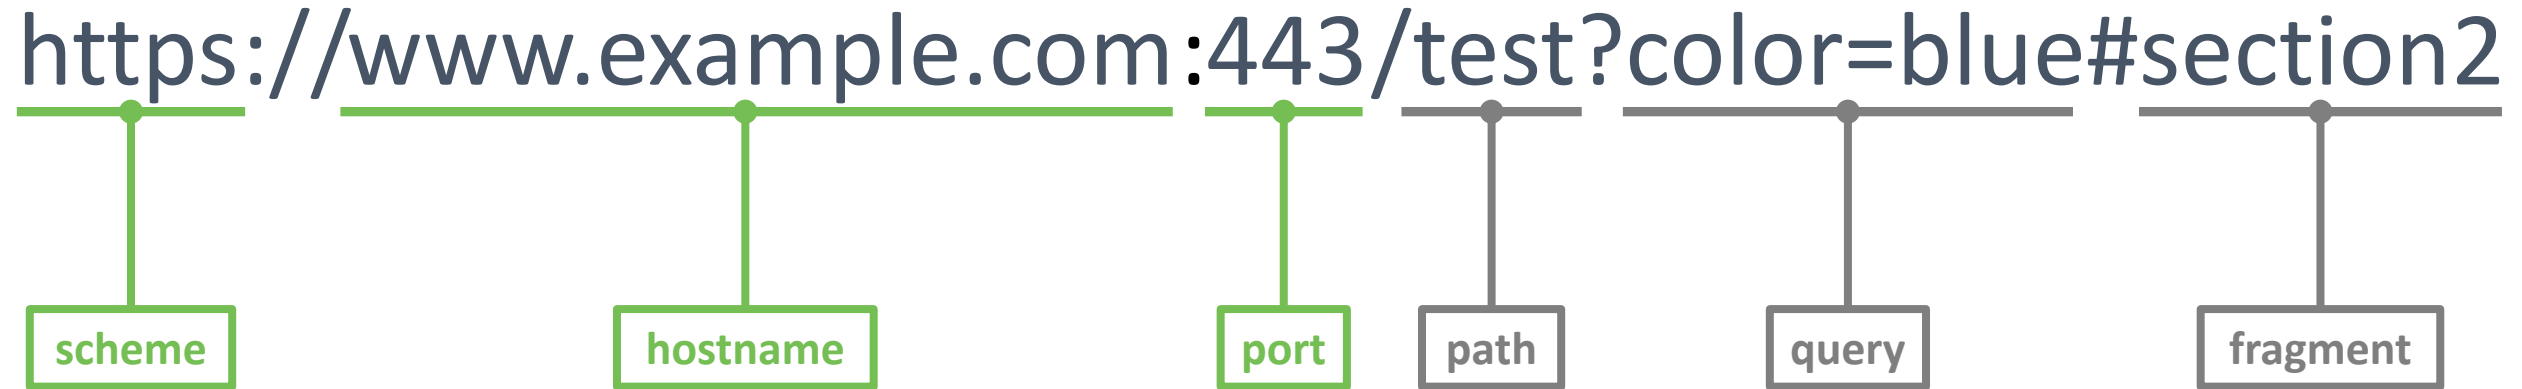 https://www.example.com:443/test?color=blue#section2
scheme hostname port path query fragment